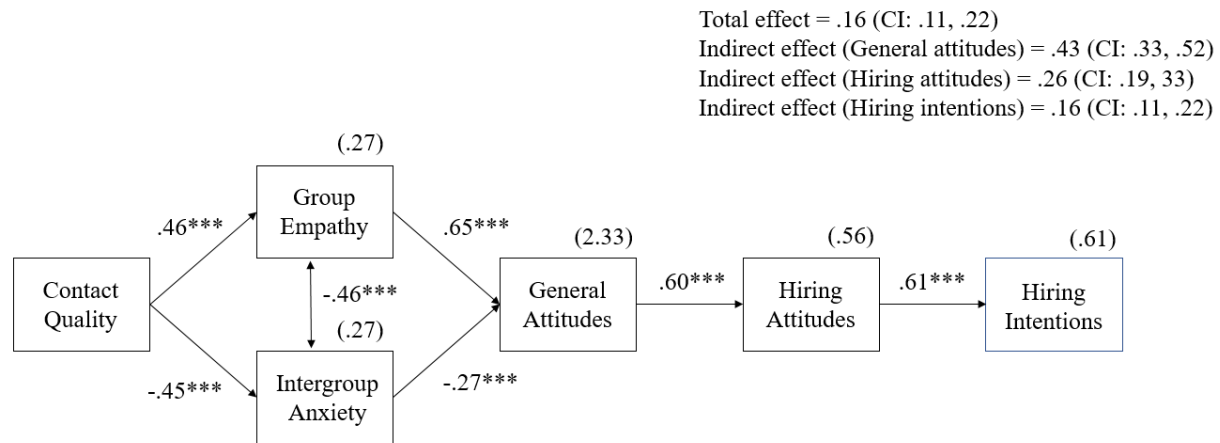 Total effect = .16 (CI: .11, .22)
Indirect effect (General attitudes) = .43 (CI: .33, .52)
Indirect effect (Hiring attitudes) = .26 (CI: .19, 33)
Indirect effect (Hiring intentions) = .16 (CI: .11, .22)
(.27)
Group
Empathy
.46***
.65***
(2.33)
(.56)
(.61)
Contact
Quality
-.46***
General
Attitudes
.60***
Hiring
Attitudes
.61***
Hiring
Intentions
(.27)
-.45***
Intergroup
Anxiety
-.27***